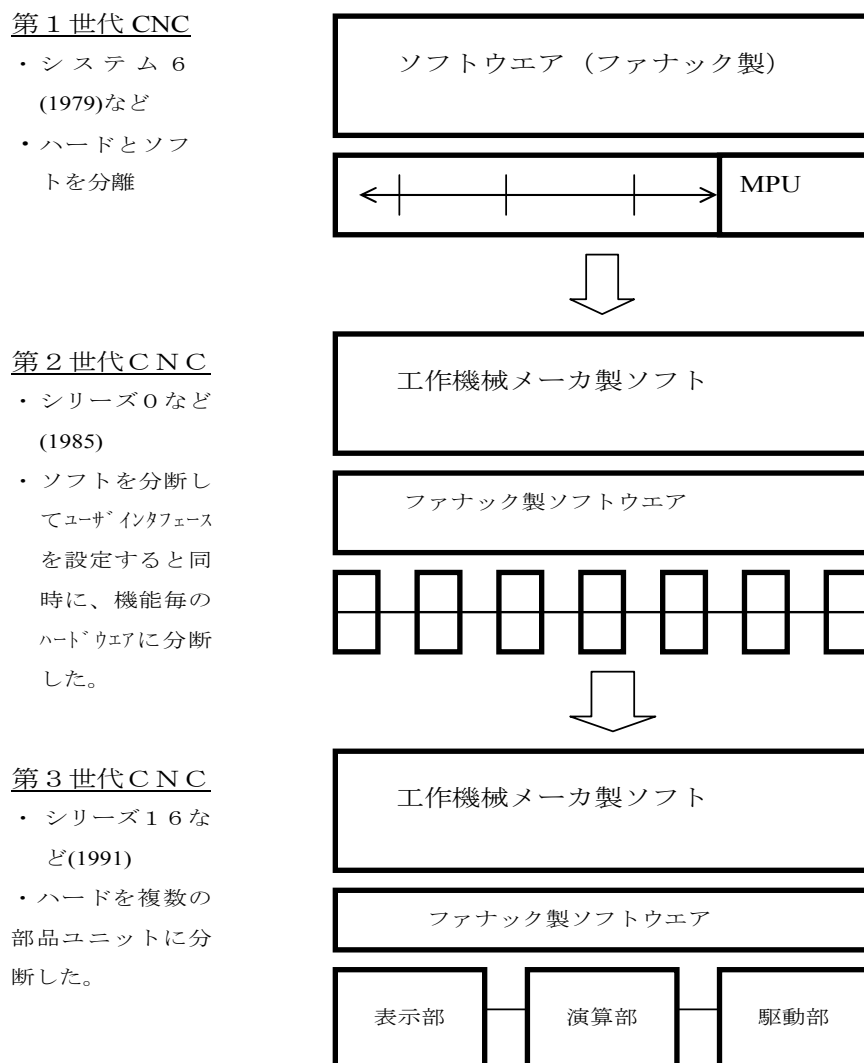 第１世代 CNC
・システム６
(1979)など
・ハードとソフ
トを分離
ソフトウエア（ファナック製）
MPU
第２世代ＣＮＣ
・シリーズ０など
(1985)
・ソフトを分断し
てﾕｰｻﾞｲﾝﾀﾌｪｰｽ
を設定すると同
時に、機能毎の
ﾊｰﾄﾞｳｴｱに分断
した。
工作機械メーカ製ソフト
ファナック製ソフトウエア
第３世代ＣＮＣ
・シリーズ１６な
ど(1991)
・ハードを複数の
部品ユニットに分
断した。
工作機械メーカ製ソフト
ファナック製ソフトウエア
表示部
演算部
駆動部